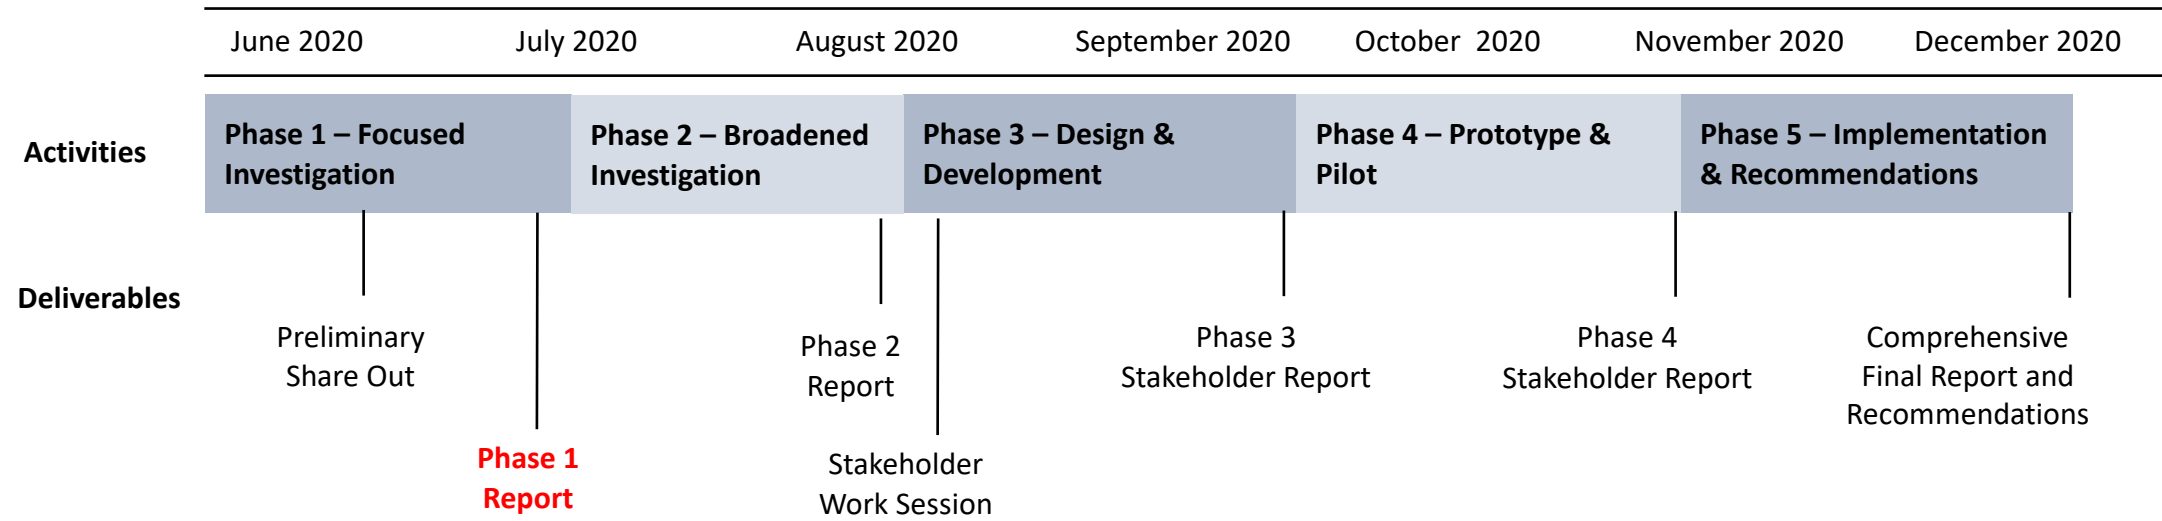 June 2020
July 2020
August 2020
September 2020
October  2020
November 2020
December 2020
Activities
Phase 1 – Focused
Investigation
Phase 2 – Broadened
Investigation
Phase 3 – Design &
Development
Phase 4 – Prototype &
Pilot
Phase 5 – Implementation
& Recommendations
Deliverables
Preliminary
Share Out
Phase 1
Report
Phase 2
Report
Stakeholder
Work Session
Phase 3
Stakeholder Report
Phase 4
Stakeholder Report
Comprehensive
Final Report and
Recommendations